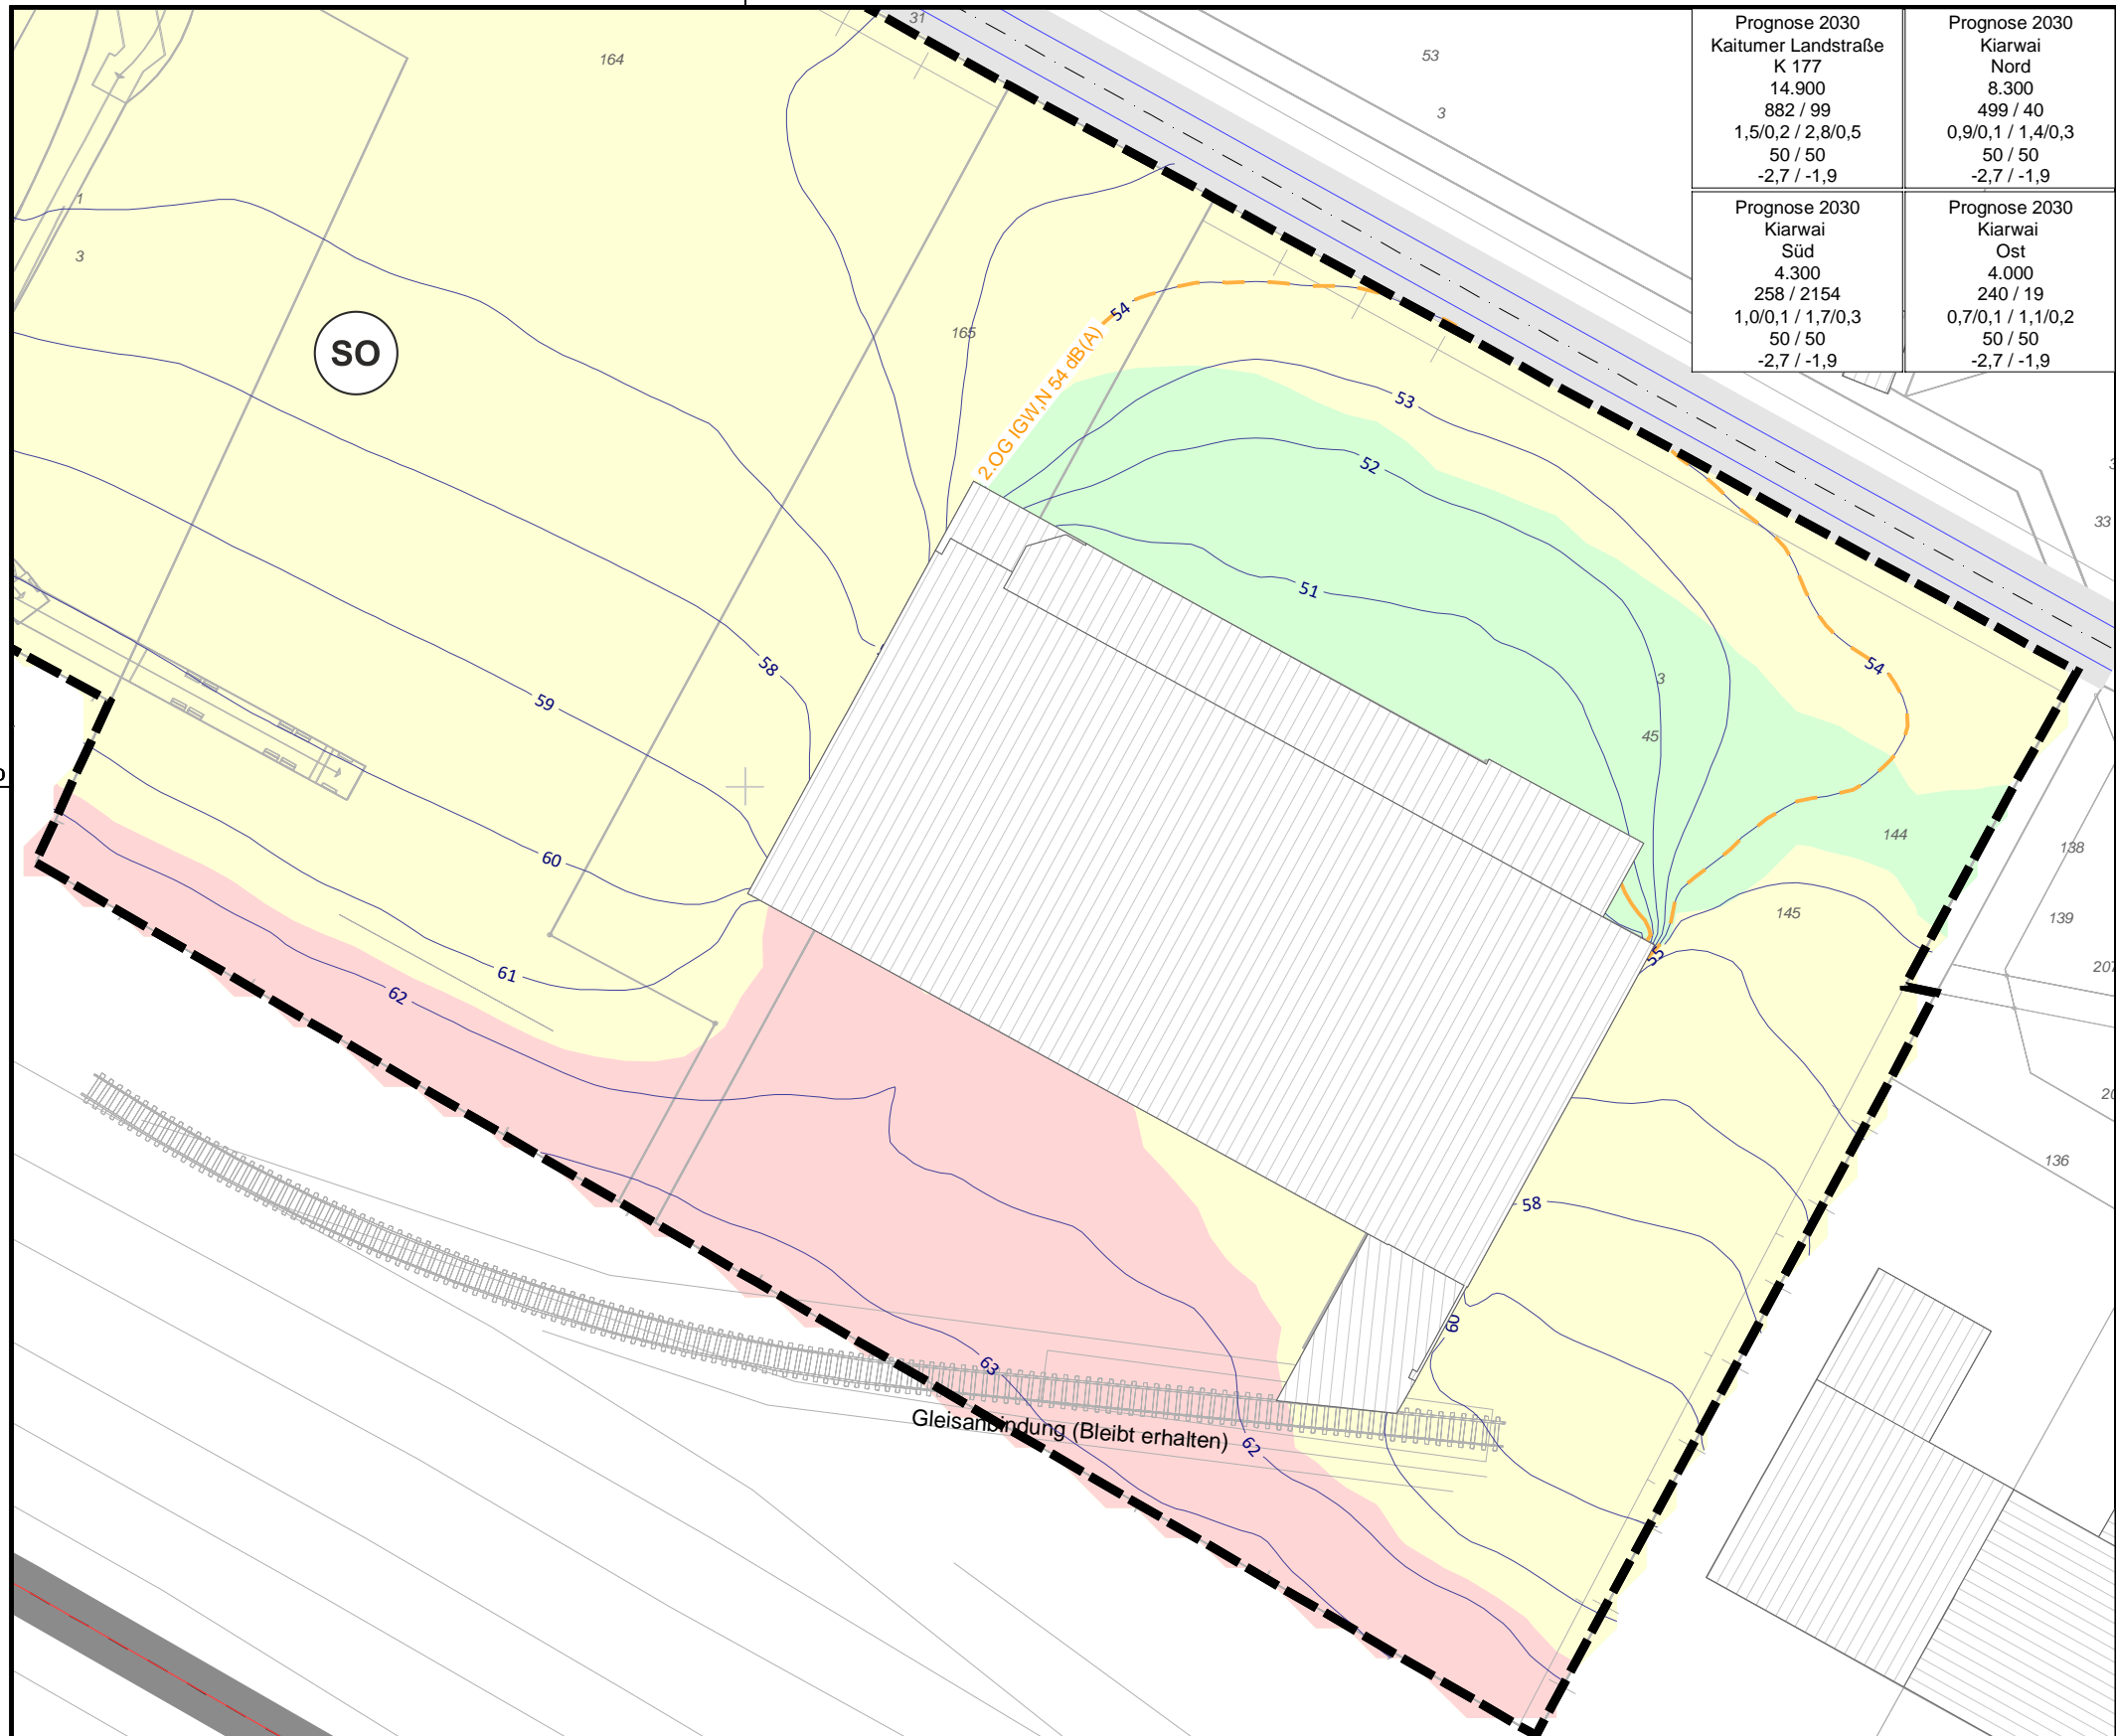 31
164
53
3
Prognose 2030
Kaitumer Landstraße
K 177
14.900
882 / 99
1,5/0,2 / 2,8/0,5
50 / 50
-2,7 / -1,9
Prognose 2030
Kiarwai
Nord
8.300
499 / 40
0,9/0,1 / 1,4/0,3
50 / 50
-2,7 / -1,9
Prognose 2030
Kiarwai
Süd
4.300
258 / 2154
1,0/0,1 / 1,7/0,3
50 / 50
-2,7 / -1,9
Prognose 2030
Kiarwai
Ost
4.000
240 / 19
0,7/0,1 / 1,1/0,2
50 / 50
-2,7 / -1,9
1
3
SO
165
2.OG IGW,N 54 dB(A)
54
53
52
51
33
54
3
45
58
59
60
61
62
144
145
138
139
207
55
20
136
58
60
63
62
Gleisanbindung (Bleibt erhalten)